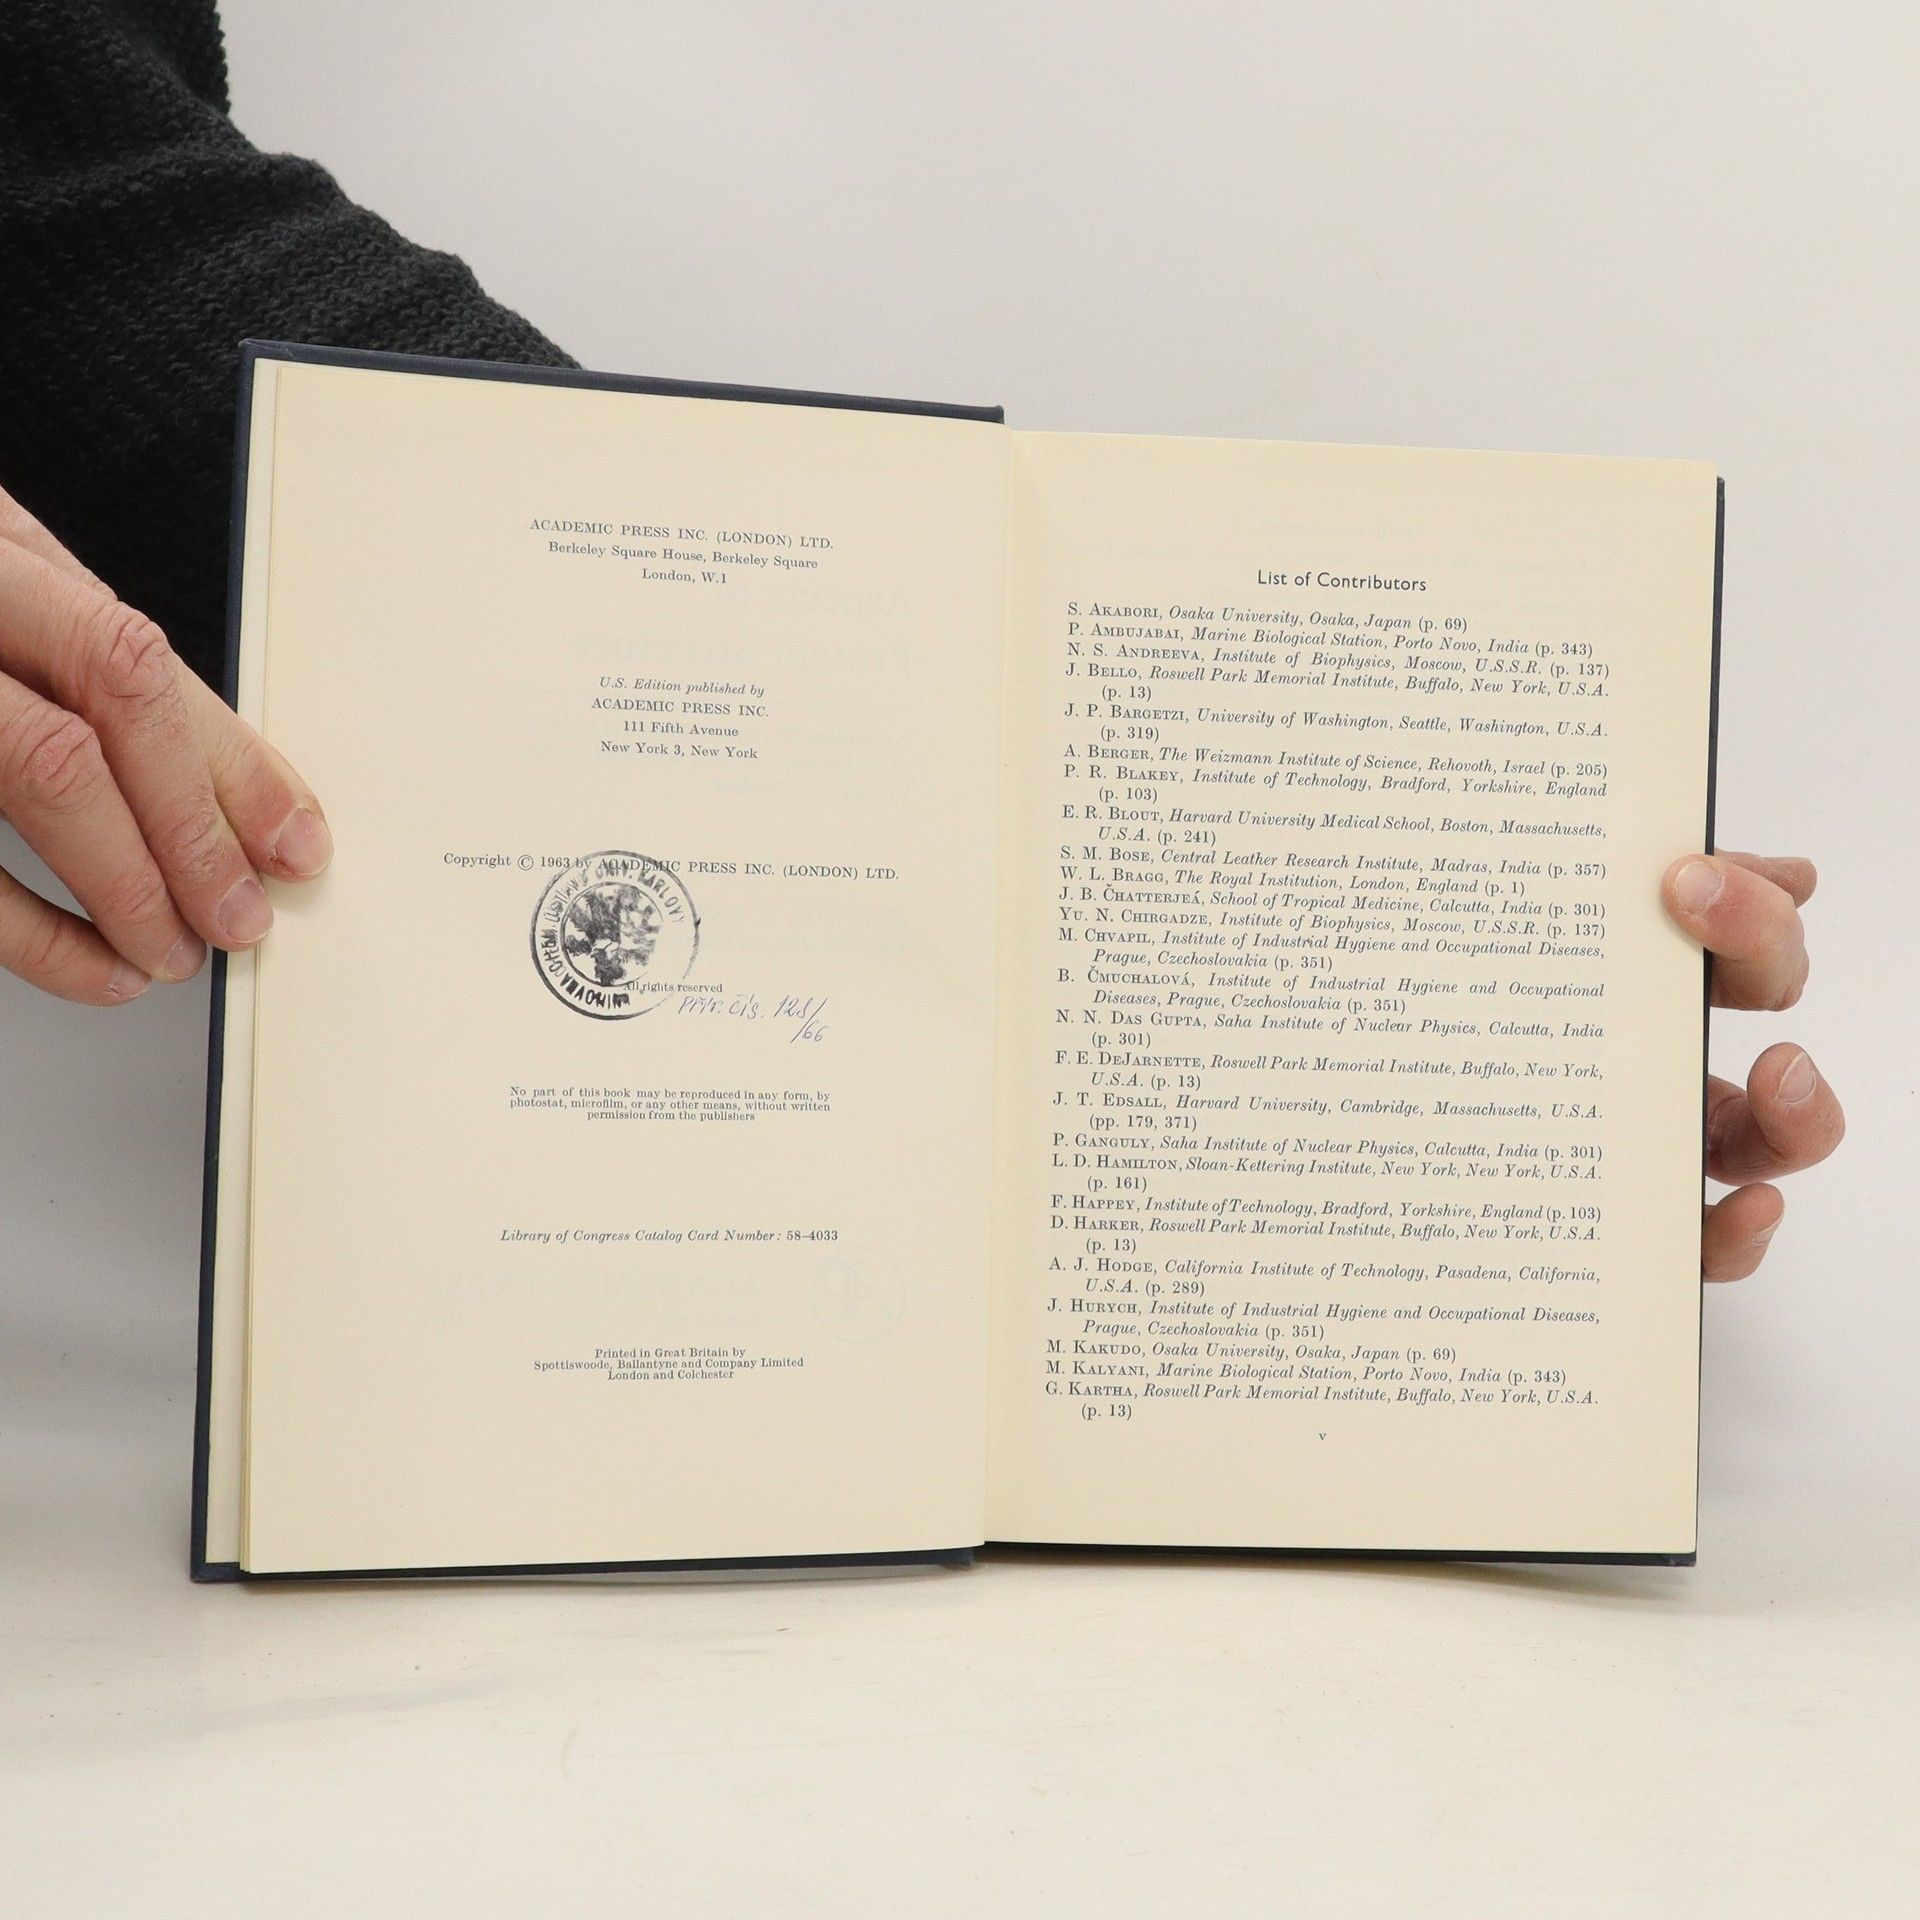 ACADEMIC PRESS INC. (LONDON) LTD.
Berkeley Square House, Berkeley Square
London, W.1
U.S. Edition published by
ACADEMIC PRESS INC.
111 Fifth Avenue
New York 3, New York
Copyright © 1963 by ACADEMIC PRESS INC. (LONDON) LTD.
UNIV. KARLOVY
KNIHOVNA
All rights reserved
Přír. čís. 128/
/66
No part of this book may be reproduced in any form, by
photostat, microfilm, or any other means, without written
permission from the publishers
Library of Congress Catalog Card Number: 58–4033
Printed in Great Britain by
Spottiswoode, Ballantyne and Company Limited
London and Colchester
List of Contributors
S. AKABORI, Osaka University, Osaka, Japan (p. 69)
P. AMBUJABAI, Marine Biological Station, Porto Novo, India (p. 343)
N. S. ANDREEVA, Institute of Biophysics, Moscow, U.S.S.R. (p. 137)
J. BELLO, Roswell Park Memorial Institute, Buffalo, New York, U.S.A.
(p. 13)
J. P. BARGETZI, University of Washington, Seattle, Washington, U.S.A.
(p. 319)
A. BERGER, The Weizmann Institute of Science, Rehovoth, Israel (p. 205)
P. R. BLAKEY, Institute of Technology, Bradford, Yorkshire, England
(p. 103)
E. R. BLOUT, Harvard University Medical School, Boston, Massachusetts,
U.S.A. (p. 241)
S. M. BOSE, Central Leather Research Institute, Madras, India (p. 357)
W. L. BRAGG, The Royal Institution, London, England (p. 1)
J. B. ČHATTERJEÁ, School of Tropical Medicine, Calcutta, India (p. 301)
YU. N. CHIRGADZE, Institute of Biophysics, Moscow, U.S.S.R. (p. 137)
M. CHVAPIL, Institute of Industrial Hygiene and Occupational Diseases,
Prague, Czechoslovakia (p. 351)
B. ČMUCHALOVÁ, Institute of Industrial Hygiene and Occupational
Diseases, Prague, Czechoslovakia (p. 351)
N. N. DAS GUPTA, Saha Institute of Nuclear Physics, Calcutta, India
(p. 301)
F. E. DEJARNETTE, Roswell Park Memorial Institute, Buffalo, New York,
U.S.A. (p. 13)
J. T. EDSALL, Harvard University, Cambridge, Massachusetts, U.S.A.
(pp. 179, 371)
P. GANGULY, Saha Institute of Nuclear Physics, Calcutta, India (p. 301)
L. D. HAMILTON, Sloan-Kettering Institute, New York, New York, U.S.A.
(p. 161)
F. HAPPEY, Institute of Technology, Bradford, Yorkshire, England (p. 103)
D. HARKER, Roswell Park Memorial Institute, Buffalo, New York, U.S.A.
(p. 13)
A. J. HODGE, California Institute of Technology, Pasadena, California,
U.S.A. (p. 289)
J. HURYCH, Institute of Industrial Hygiene and Occupational Diseases,
Prague, Czechoslovakia (p. 351)
M. KAKUDO, Osaka University, Osaka, Japan (p. 69)
M. KALYANI, Marine Biological Station, Porto Novo, India (p. 343)
G. KARTHA, Roswell Park Memorial Institute, Buffalo, New York, U.S.A.
(p. 13)
v